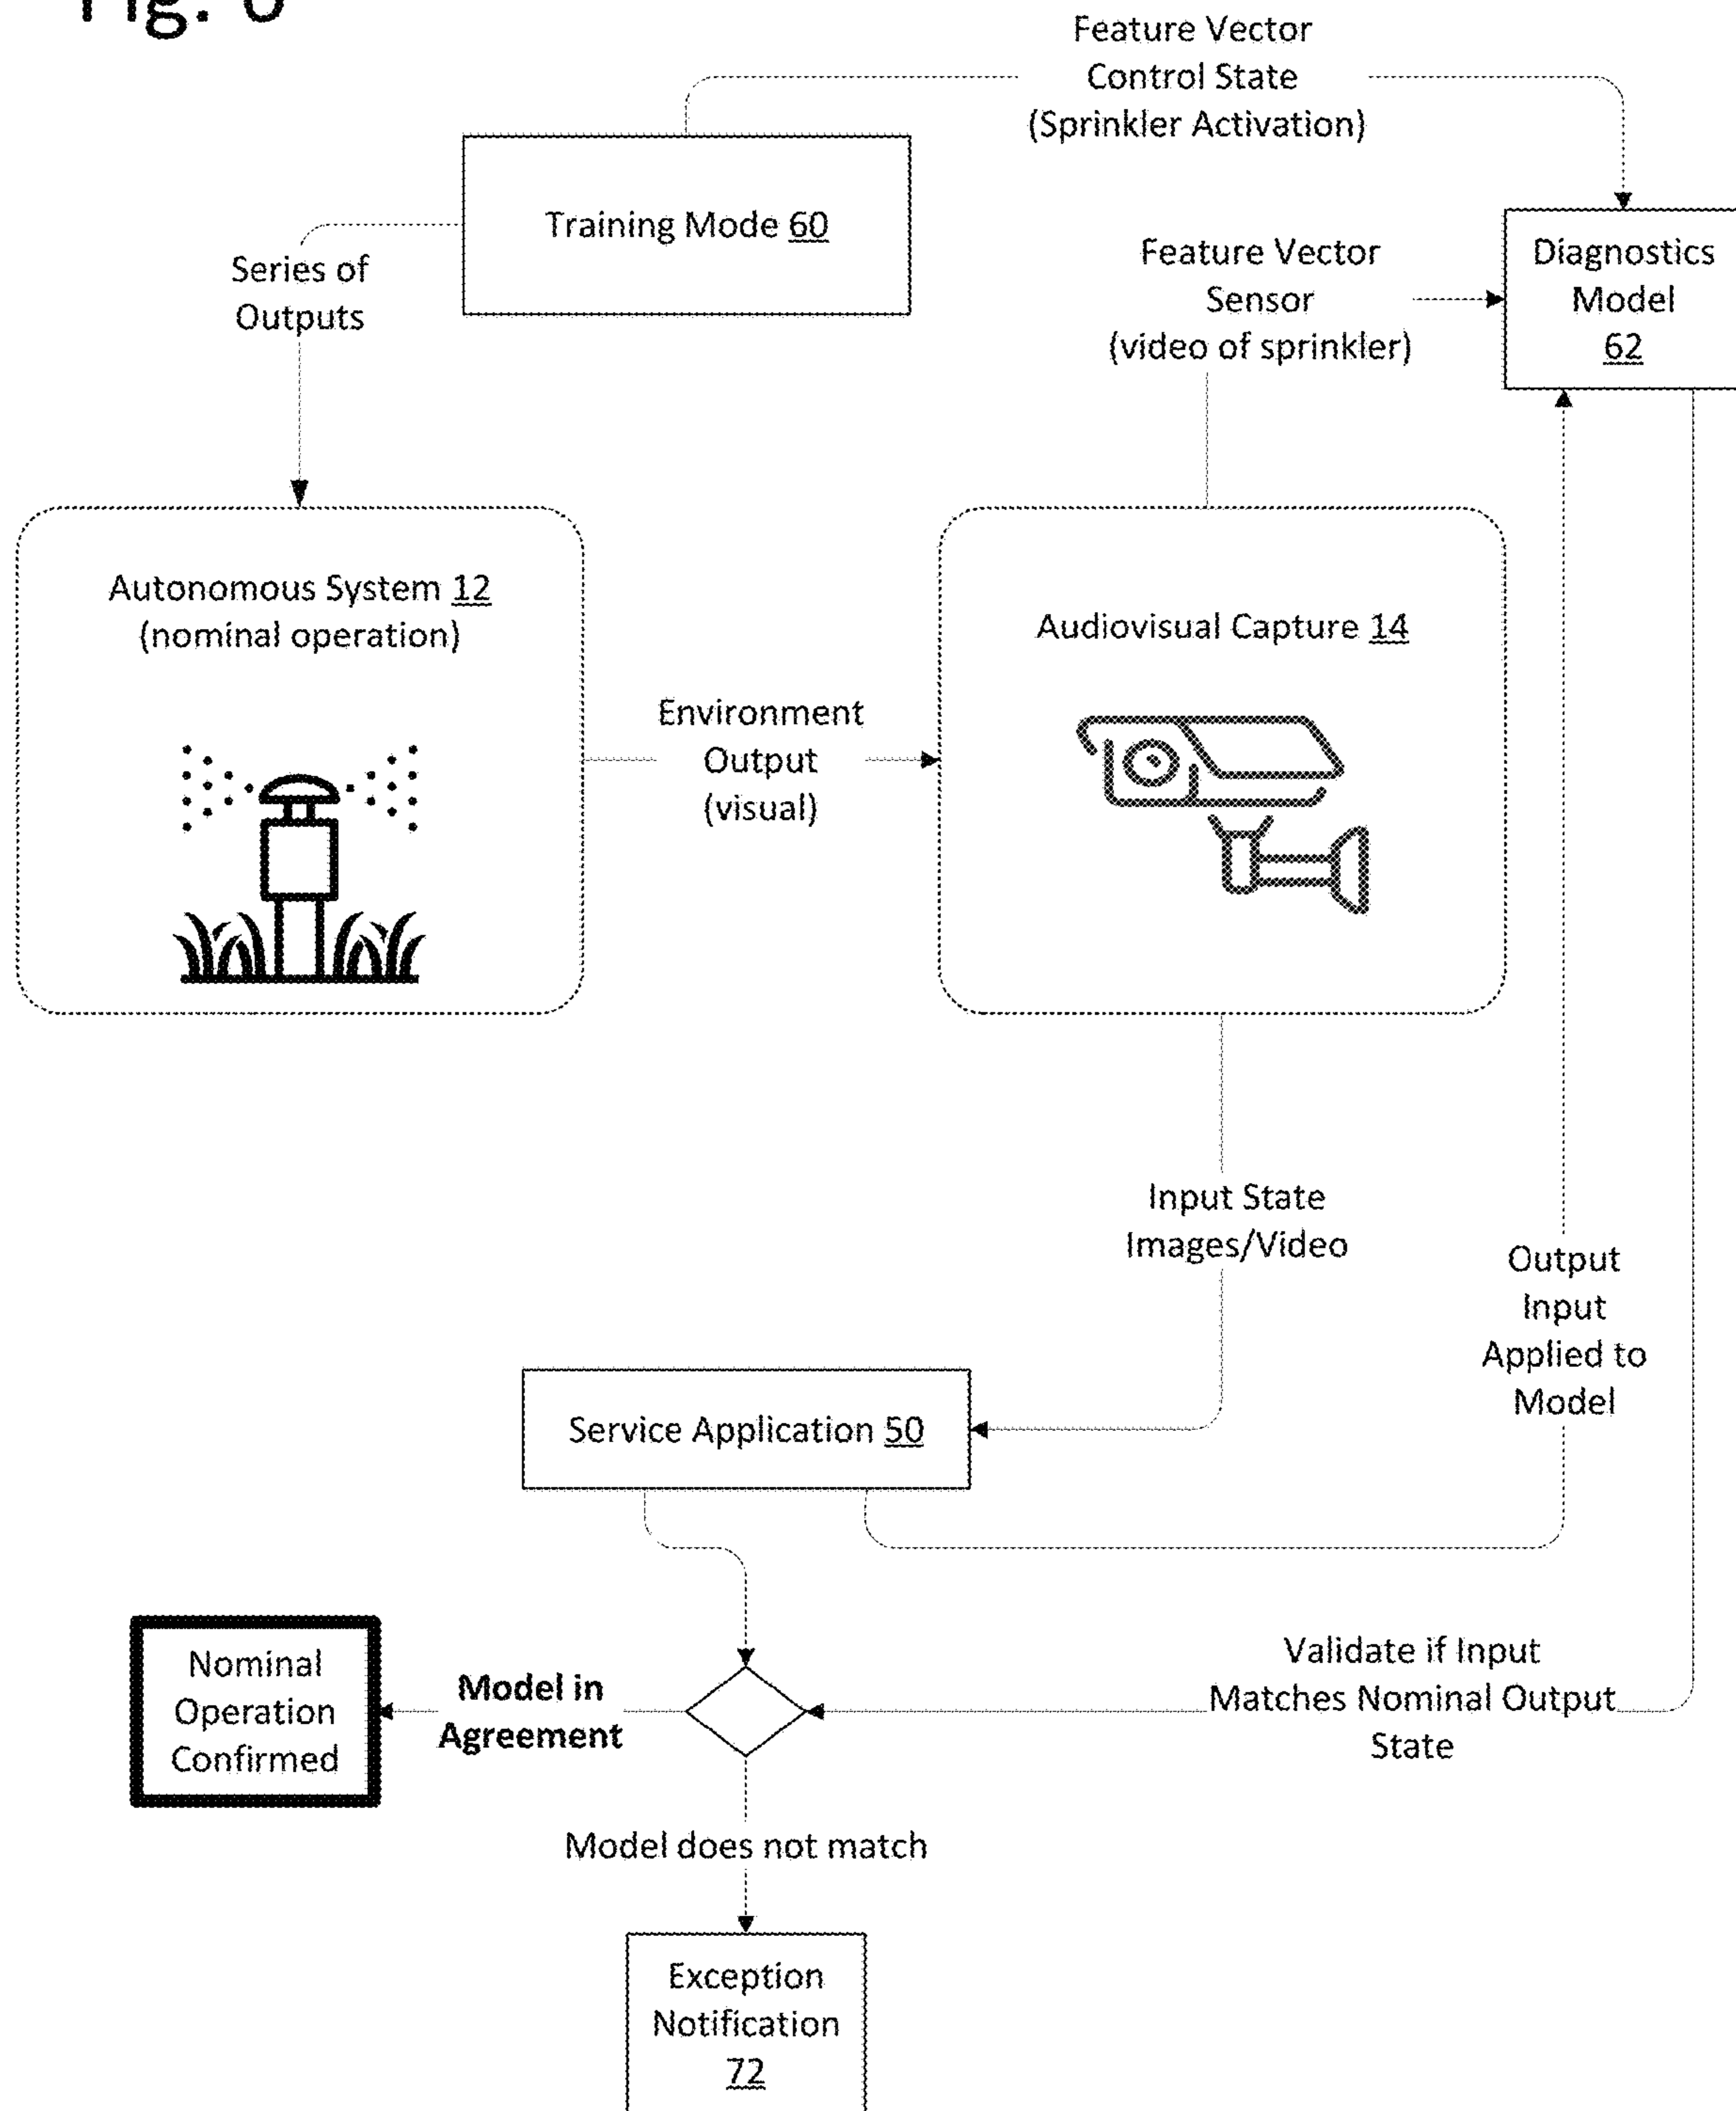 Fig. 6
Feature Vector
Control State
(Sprinkler Activation)
Training Mode 60
Series of
Outputs
Feature Vector
Sensor
(video of sprinkler)
Diagnostics
Model
62
Autonomous System 12
(nominal operation)
Audiovisual Capture 14
Environment
Output
(visual)
Input State
Images/Video
Output
Input
Applied to
Model
Service Application 50
Nominal
Operation
Confirmed
Model in
Agreement
Validate if Input
Matches Nominal Output
State
Model does not match
Exception
Notification
72